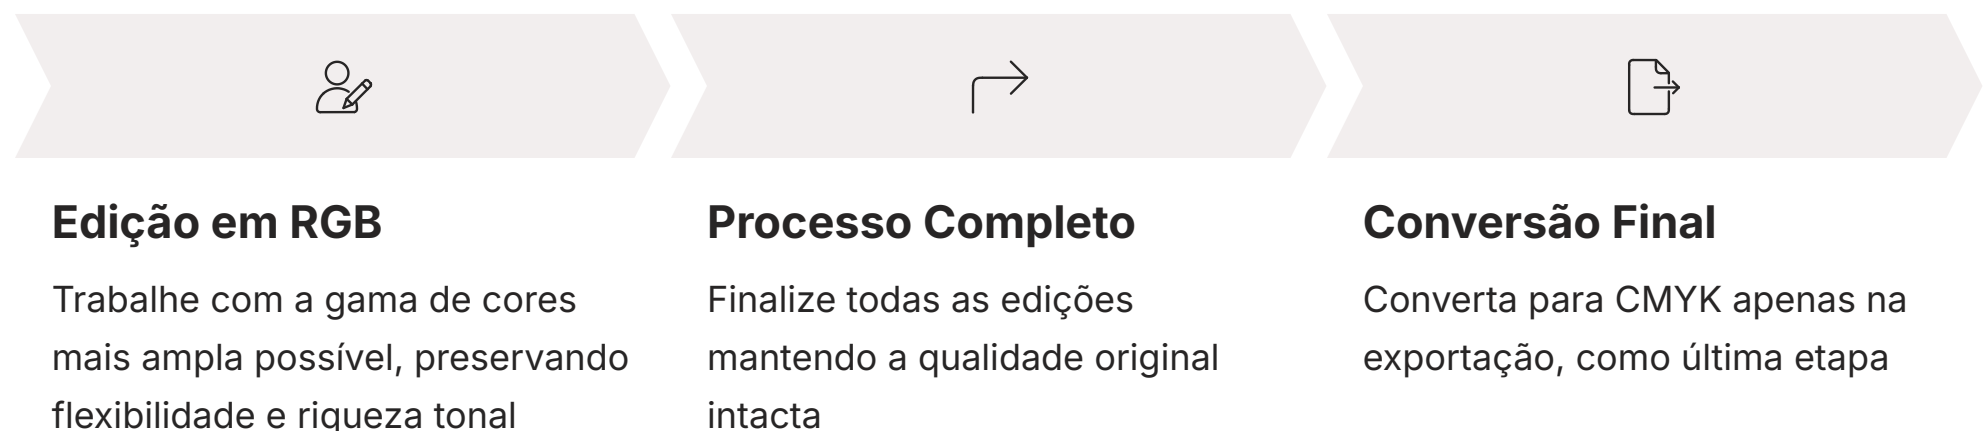 Edição em RGB
Trabalhe com a gama de cores
mais ampla possível, preservando
flexibilidade e riqueza tonal
Processo Completo
Finalize todas as edições
mantendo a qualidade original
intacta
Conversão Final
Converta para CMYK apenas na
exportação, como última etapa